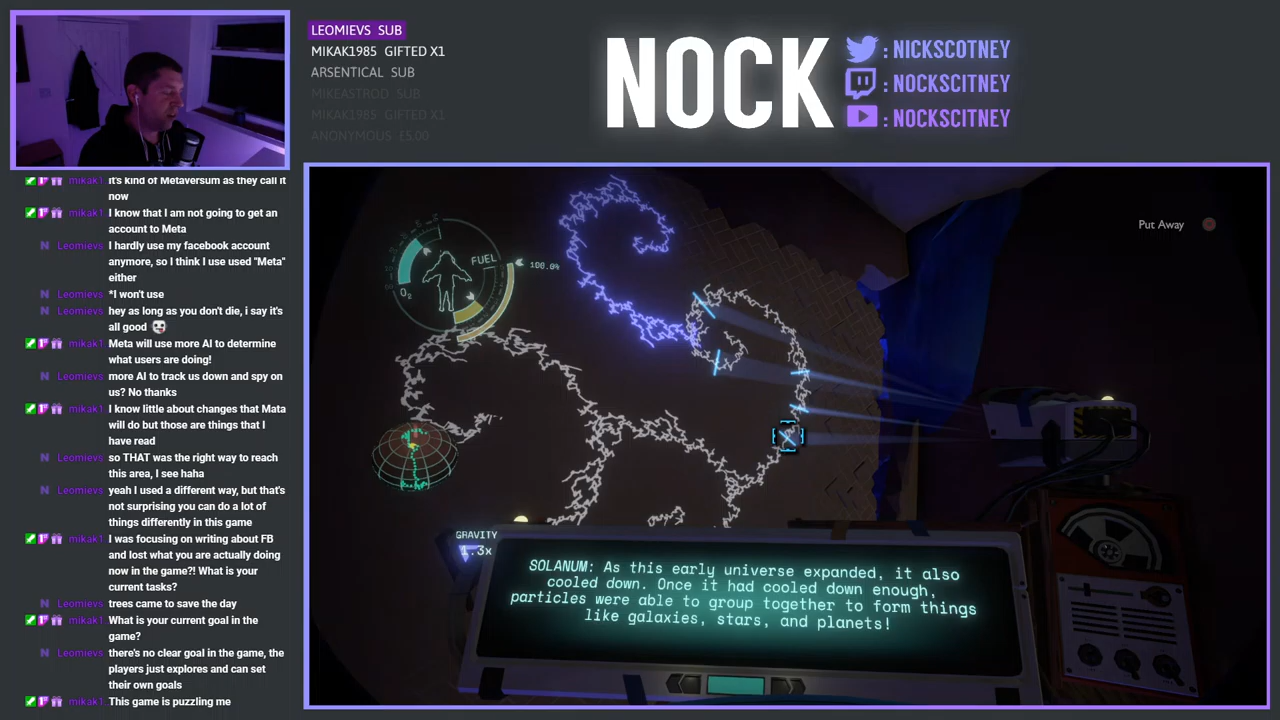 LEOMIEVS SUB
MIKAK1985 GIFTED X1
ARSENTICAL SUB
MIKEASTROD SUB
MIKAK1985 GIFTED X1
ANONYMOUS £5.00
NOCK
: NICKSCOTNEY
: NOCKSCITNEY
: NOCKSCITNEY
mikak1 it's kind of Metaversum as they call it
now
mikak1 I know that I am not going to get an
account to Meta
Leomievs I hardly use my facebook account
anymore, so I think I use used "Meta"
either
Leomievs *I won't use
Leomievs hey as long as you don't die, i say it's
all good
mikak1 Meta will use more AI to determine
what users are doing!
Leomievs more AI to track us down and spy on
us? No thanks
mikak1 I know little about changes that Mata
will do but those are things that I
have read
Leomievs so THAT was the right way to reach
this area, I see haha
Leomievs yeah I used a different way, but that's
not surprising you can do a lot of
things differently in this game
mikak1 I was focusing on writing about FB
and lost what you are actually doing
now in the game?! What is your
current tasks?
Leomievs trees came to save the day
mikak1 What is your current goal in the
game?
Leomievs there's no clear goal in the game, the
players just explores and can set
their own goals
mikak1 This game is puzzling me
Put Away
FUEL
100.0%
O₂
GRAVITY
1.3x
SOLANUM: As this early universe expanded, it also
cooled down. Once it had cooled down enough,
particles were able to group together to form things
like galaxies, stars, and planets!